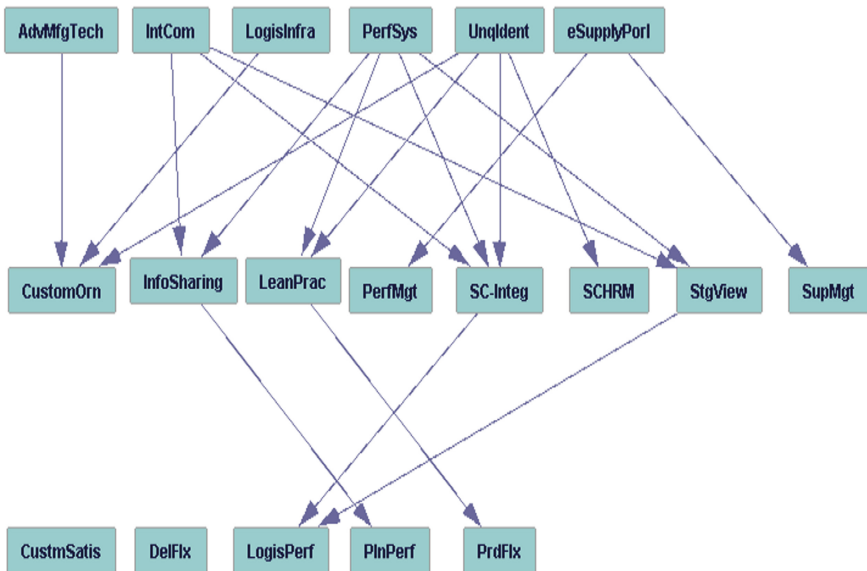 AdvMfgTech
IntCom
LogisInfra
PerfSys
UnqIdent
eSupplyPorl
CustomOrn
InfoSharing
LeanPrac
PerfMgt
SC-Integ
SCHRM
StgView
SupMgt
CustmSatis
DelFlx
LogisPerf
PlnPerf
PrdFlx